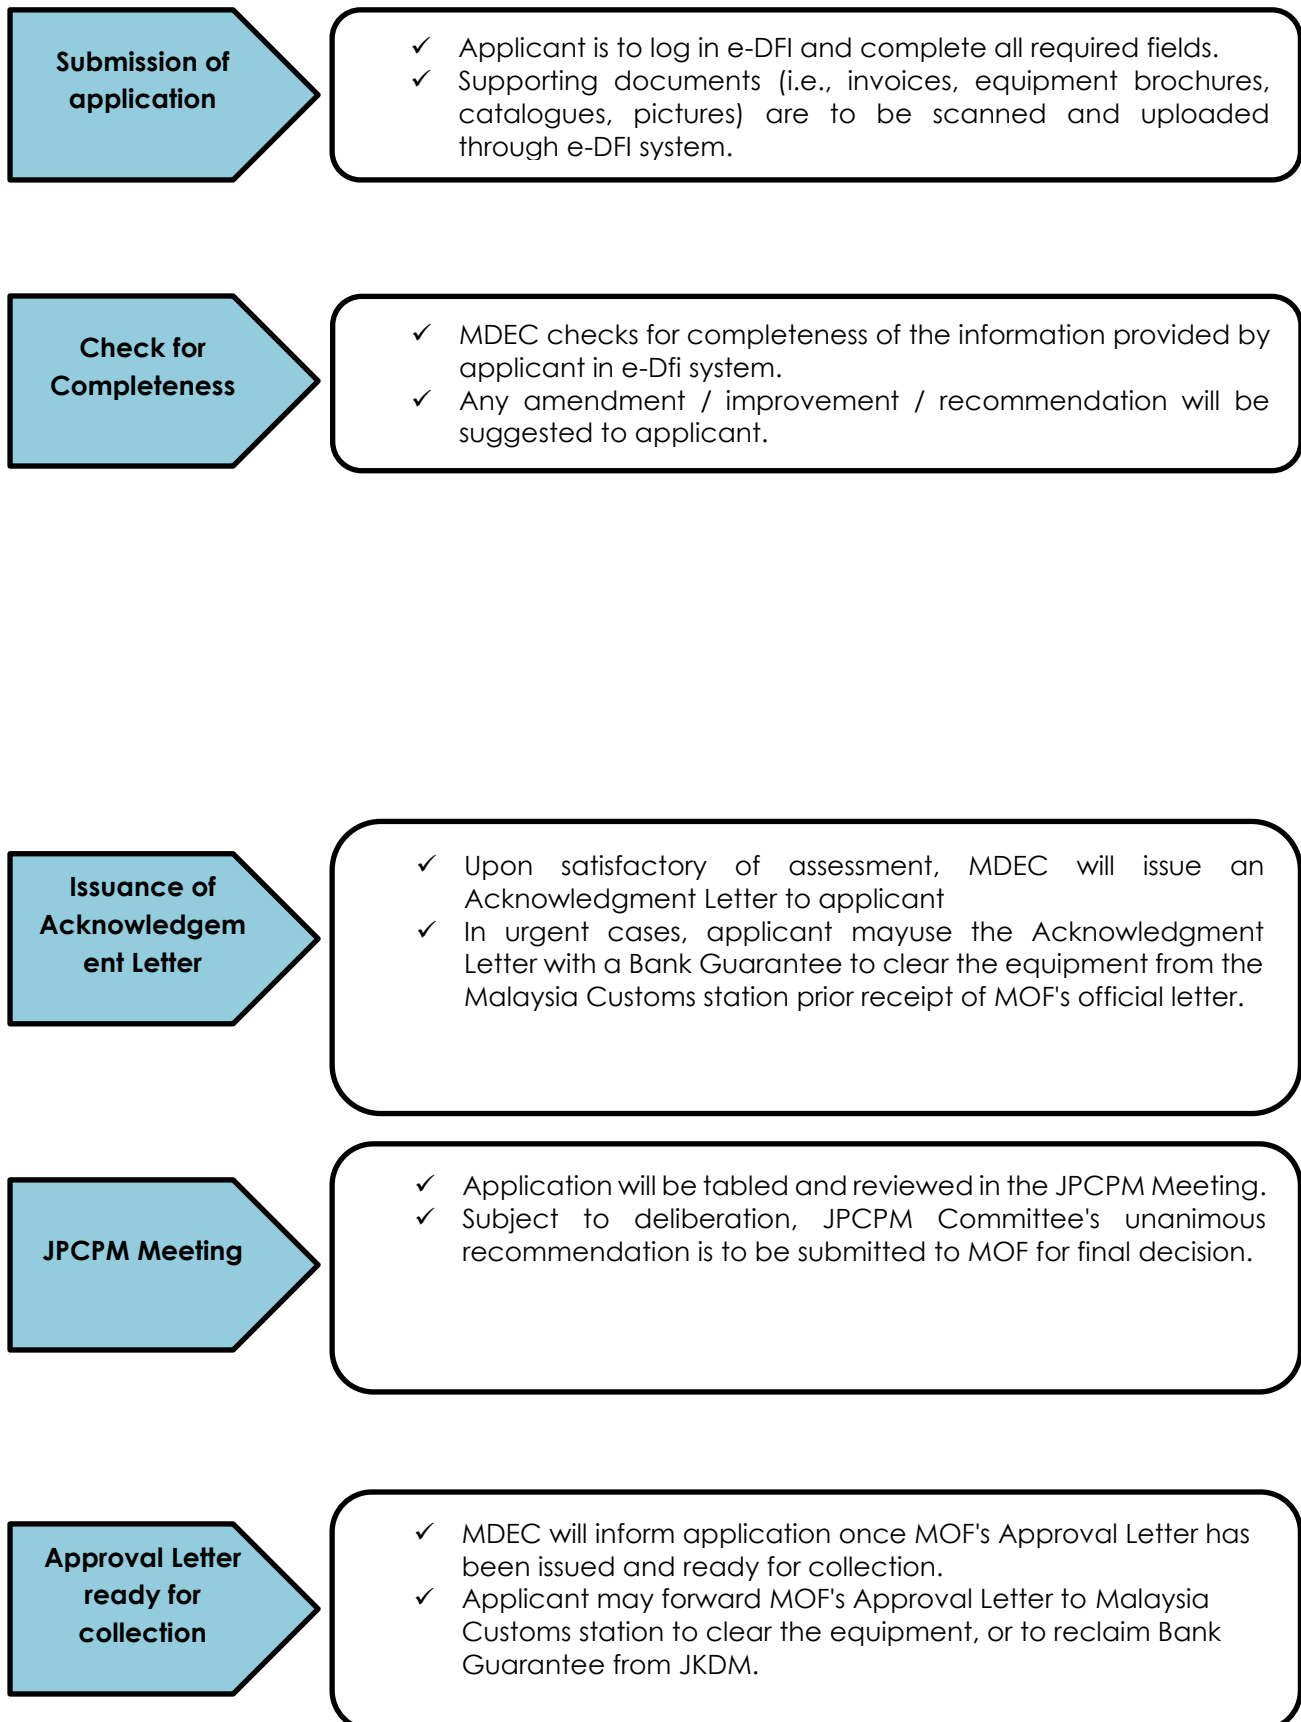 Submission of
application
✓ Applicant is to log in e-DFI and complete all required fields.
✓ Supporting documents (i.e., invoices, equipment brochures,
catalogues, pictures) are to be scanned and uploaded
through e-DFI system.
Check for
Completeness
✓ MDEC checks for completeness of the information provided by
applicant in e-Dfi system.
✓ Any amendment / improvement / recommendation will be
suggested to applicant.
Issuance of
Acknowledgem
ent Letter
✓ Upon satisfactory of assessment, MDEC will issue an
Acknowledgment Letter to applicant
✓ In urgent cases, applicant mayuse the Acknowledgment
Letter with a Bank Guarantee to clear the equipment from the
Malaysia Customs station prior receipt of MOF's official letter.
JPCPM Meeting
✓ Application will be tabled and reviewed in the JPCPM Meeting.
✓ Subject to deliberation, JPCPM Committee's unanimous
recommendation is to be submitted to MOF for final decision.
Approval Letter
ready for
collection
✓ MDEC will inform application once MOF's Approval Letter has
been issued and ready for collection.
✓ Applicant may forward MOF's Approval Letter to Malaysia
Customs station to clear the equipment, or to reclaim Bank
Guarantee from JKDM.